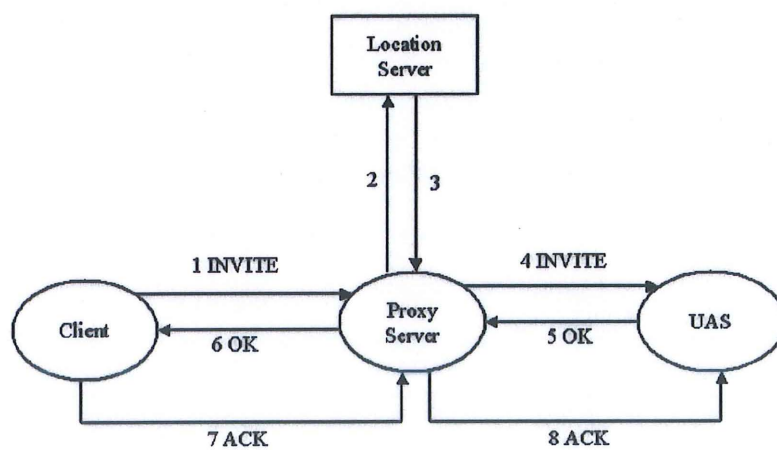 Location
Server
2
3
1 INVITE
4 INVITE
Client
Proxy
Server
UAS
6 OK
5 OK
7 ACK
8 ACK